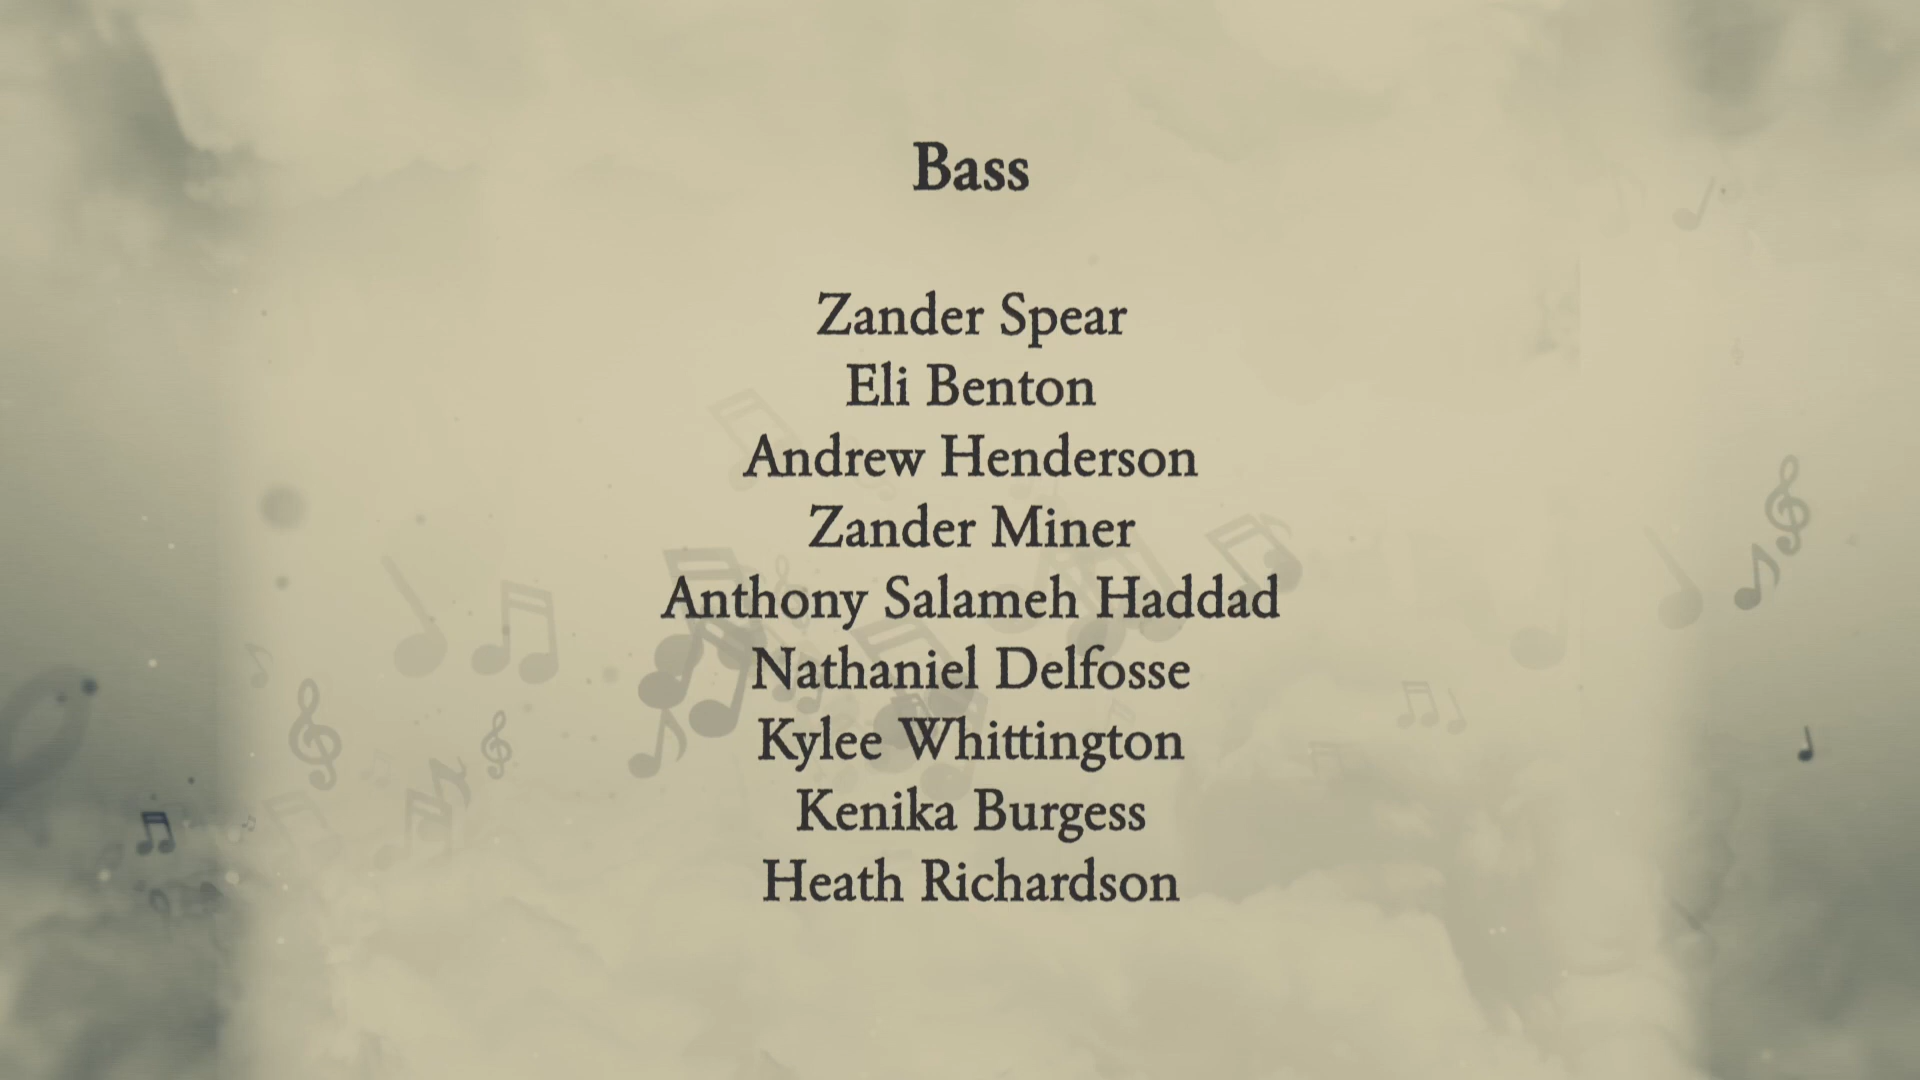 Bass
Zander Spear
Eli Benton
Andrew Henderson
Zander Miner
Anthony Salameh Haddad
Nathaniel Delfosse
Kylee Whittington
Kenika Burgess
Heath Richardson